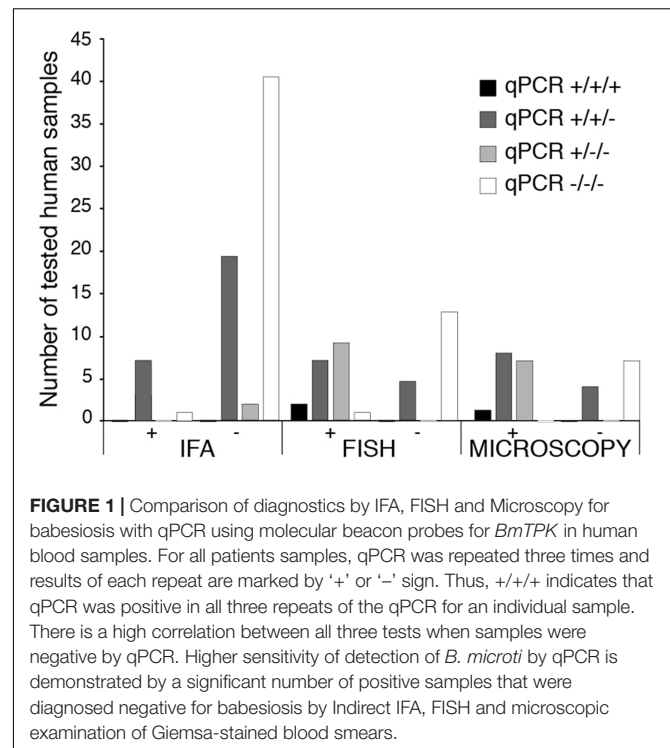 45
40
35
30
25
20
15
10
5
0
Number of tested human samples
qPCR +/+/+
qPCR +/+/-
qPCR +/-/-
qPCR -/-/-
+ - + - + -
IFA FISH MICROSCOPY
FIGURE 1 | Comparison of diagnostics by IFA, FISH and Microscopy for
babesiosis with qPCR using molecular beacon probes for BmTPK in human
blood samples. For all patients samples, qPCR was repeated three times and
results of each repeat are marked by ‘+’ or ‘–’ sign. Thus, +/+/+ indicates that
qPCR was positive in all three repeats of the qPCR for an individual sample.
There is a high correlation between all three tests when samples were
negative by qPCR. Higher sensitivity of detection of B. microti by qPCR is
demonstrated by a significant number of positive samples that were
diagnosed negative for babesiosis by Indirect IFA, FISH and microscopic
examination of Giemsa-stained blood smears.